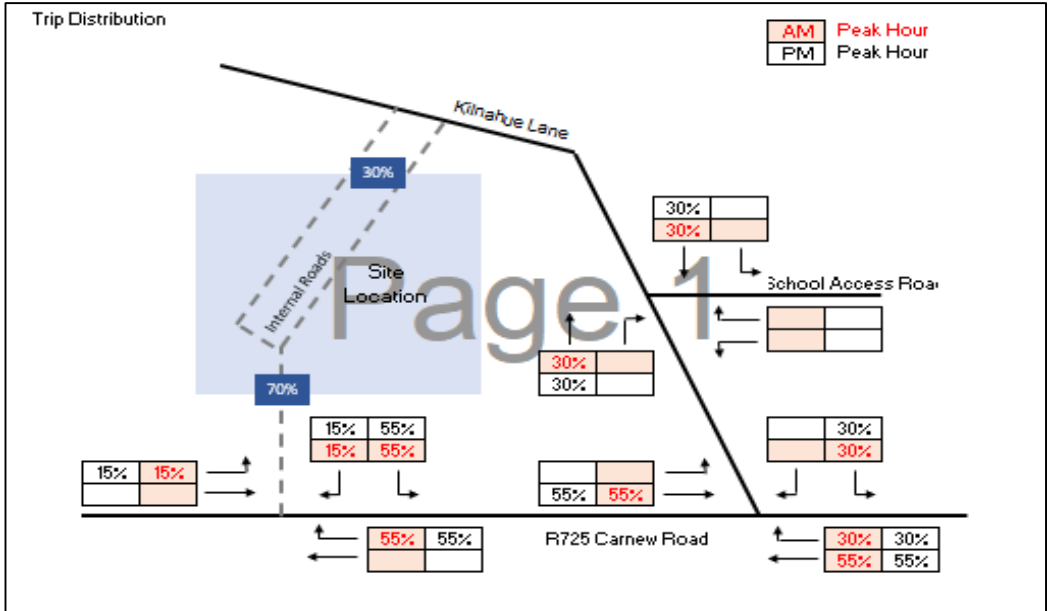 Trip Distribution
AM Peak Hour
PM Peak Hour
Kilnahue Lane
30%
30%
30%
Internal Roads
Site
Location
Page 1
School Access Road
30%
30%
70%
15% 55%
15% 55%
30%
30%
15% 15%
55% 55%
55% 55%
R725 Carnew Road
30% 30%
55% 55%